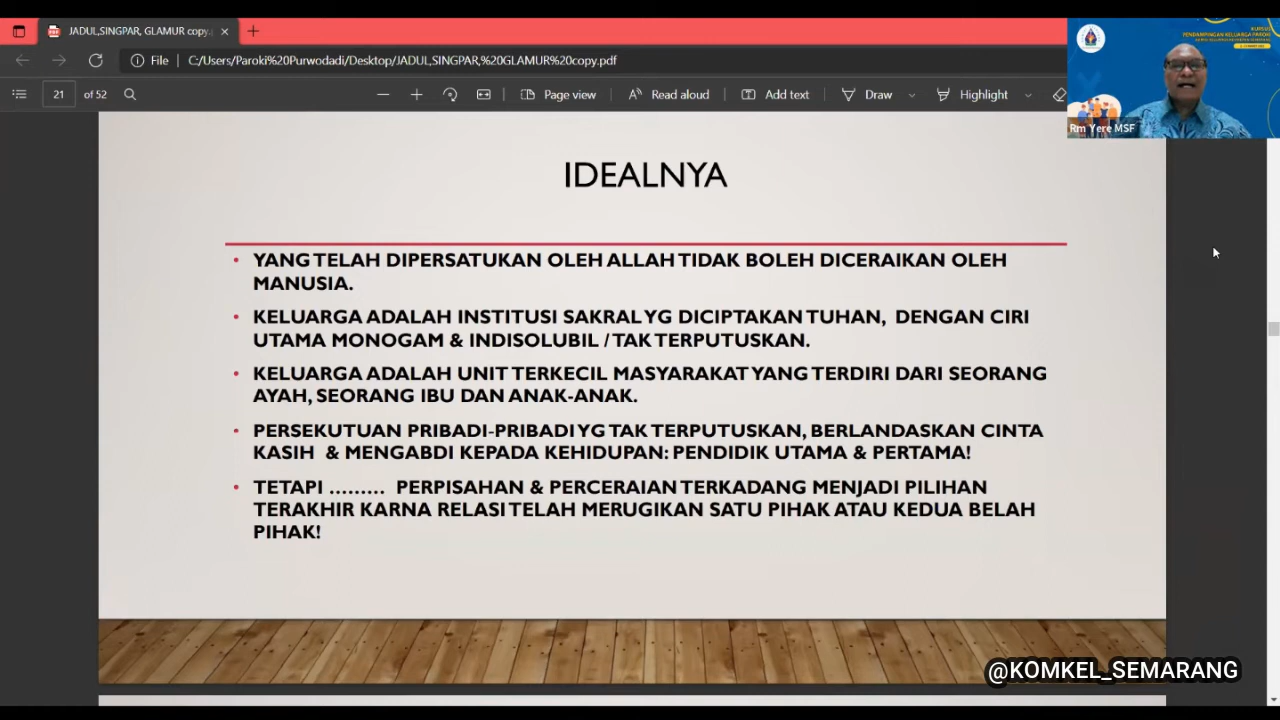 JADUL,SINGPAR, GLAMUR copy.
File
C:/Users/Paroki%20Purwodadi/Desktop/JADUL,SINGPAR,%20GLAMUR%20copy.pdf
21
of 52
Page view
Read aloud
Add text
Draw
Highlight
PENDAMPINGAN KELUARGA PAROKI
Rm Yere MSF
IDEALNYA
• YANG TELAH DIPERSATUKAN OLEH ALLAH TIDAK BOLEH DICERAIKAN OLEH
MANUSIA.
• KELUARGA ADALAH INSTITUSI SAKRAL YG DICIPTAKAN TUHAN, DENGAN CIRI
UTAMA MONOGAM & INDISOLUBIL / TAK TERPUTUSKAN.
• KELUARGA ADALAH UNIT TERKECIL MASYARAKAT YANG TERDIRI DARI SEORANG
AYAH, SEORANG IBU DAN ANAK-ANAK.
• PERSEKUTUAN PRIBADI-PRIBADI YG TAK TERPUTUSKAN, BERLANDASKAN CINTA
KASIH & MENGABDI KEPADA KEHIDUPAN: PENDIDIK UTAMA & PERTAMA!
• TETAPI ......... PERPISAHAN & PERCERAIAN TERKADANG MENJADI PILIHAN
TERAKHIR KARNA RELASI TELAH MERUGIKAN SATU PIHAK ATAU KEDUA BELAH
PIHAK!
@KOMKEL_SEMARANG